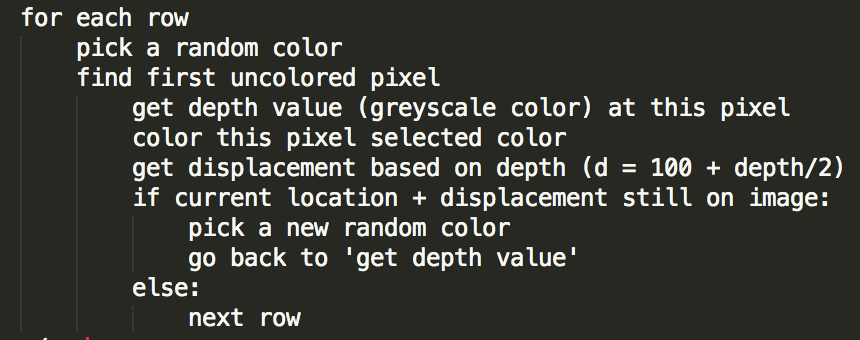 for each row
pick a random color
find first uncolored pixel
get depth value (greyscale color) at this pixel
color this pixel selected color
get displacement based on depth (d = 100 + depth/2)
if current location + displacement still on image:
pick a new random color
go back to 'get depth value'
else:
next row